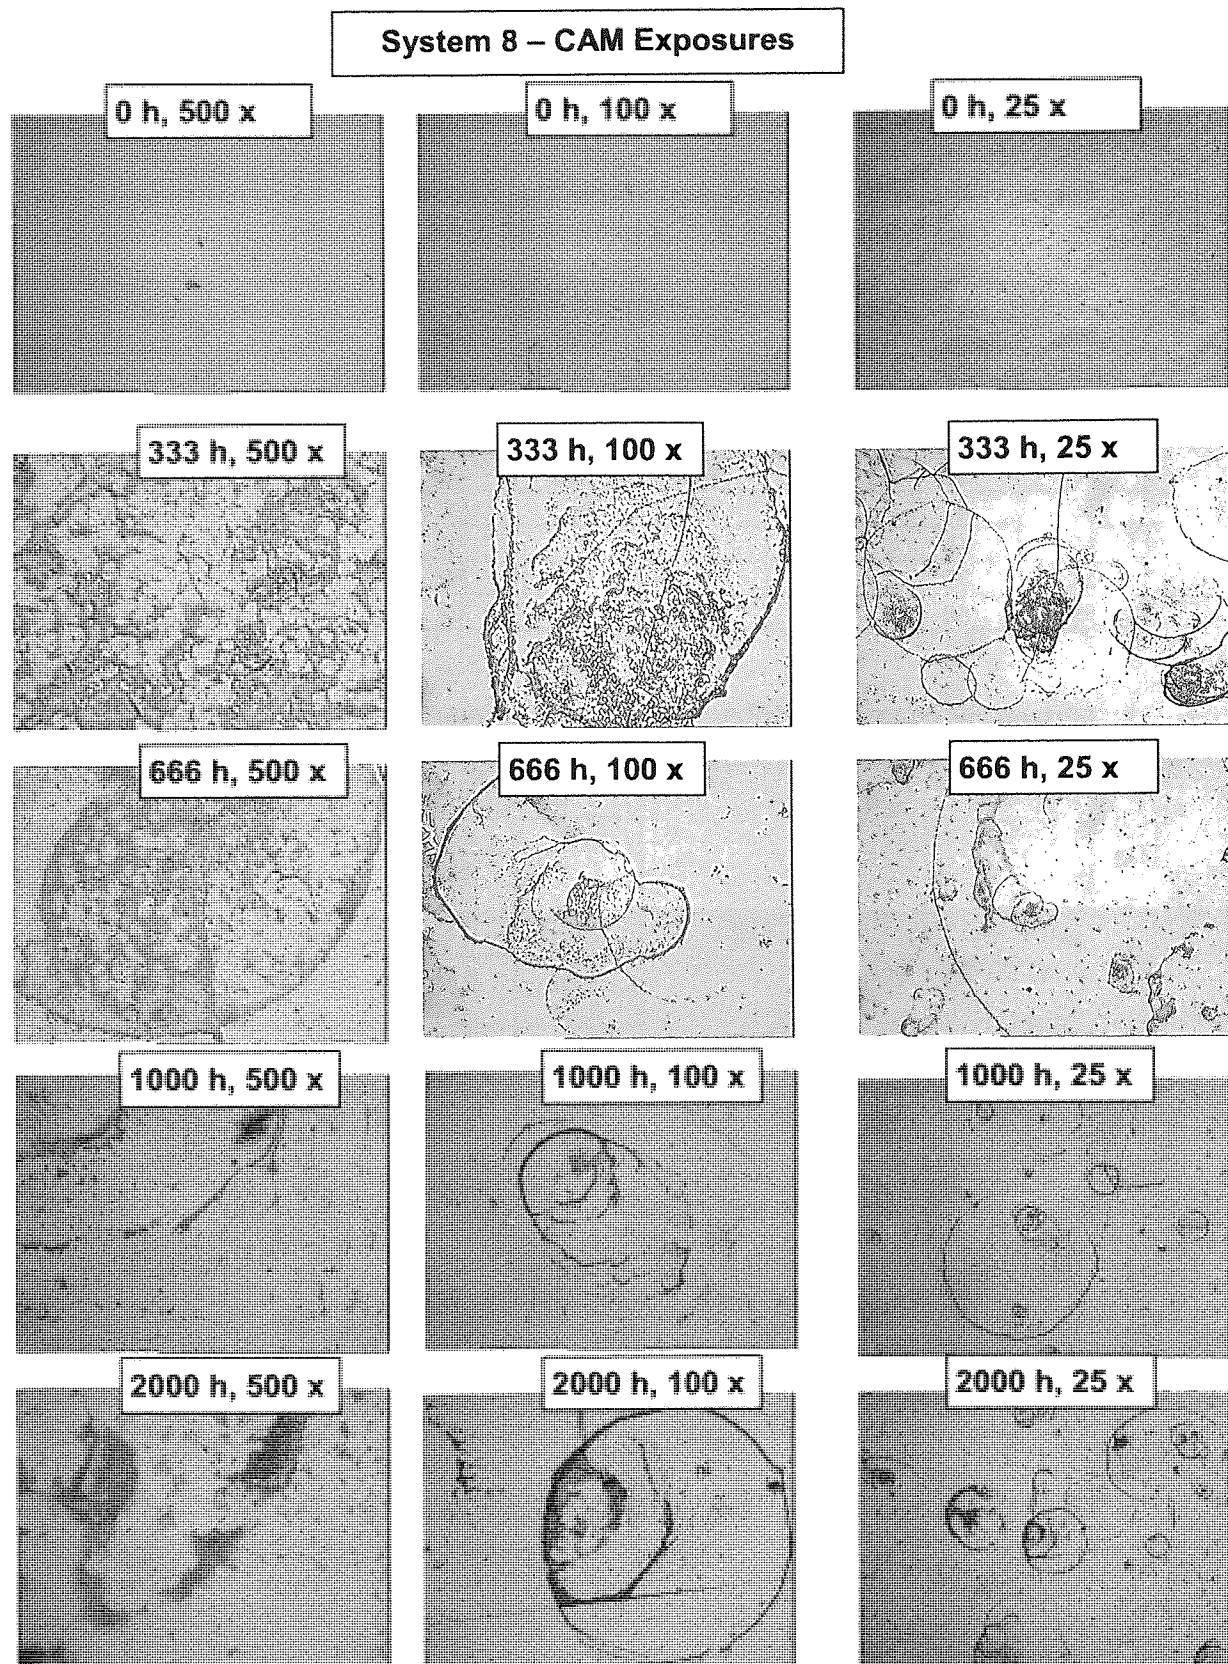 System 8 – CAM Exposures
0 h, 500 x
0 h, 100 x
0 h, 25 x
333 h, 500 x
333 h, 100 x
333 h, 25 x
666 h, 500 x
666 h, 100 x
666 h, 25 x
1000 h, 500 x
1000 h, 100 x
1000 h, 25 x
2000 h, 500 x
2000 h, 100 x
2000 h, 25 x